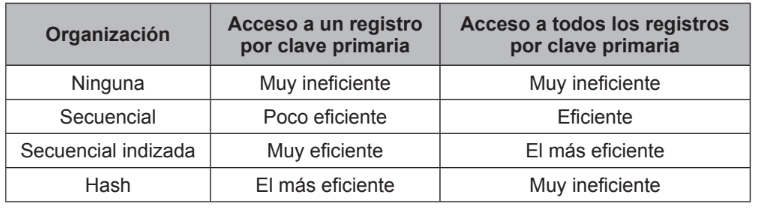 Organización Acceso a un registro por clave primaria Acceso a todos los registros por clave primaria
Ninguna Muy ineficiente Muy ineficiente
Secuencial Poco eficiente Eficiente
Secuencial indizada Muy eficiente El más eficiente
Hash El más eficiente Muy ineficiente